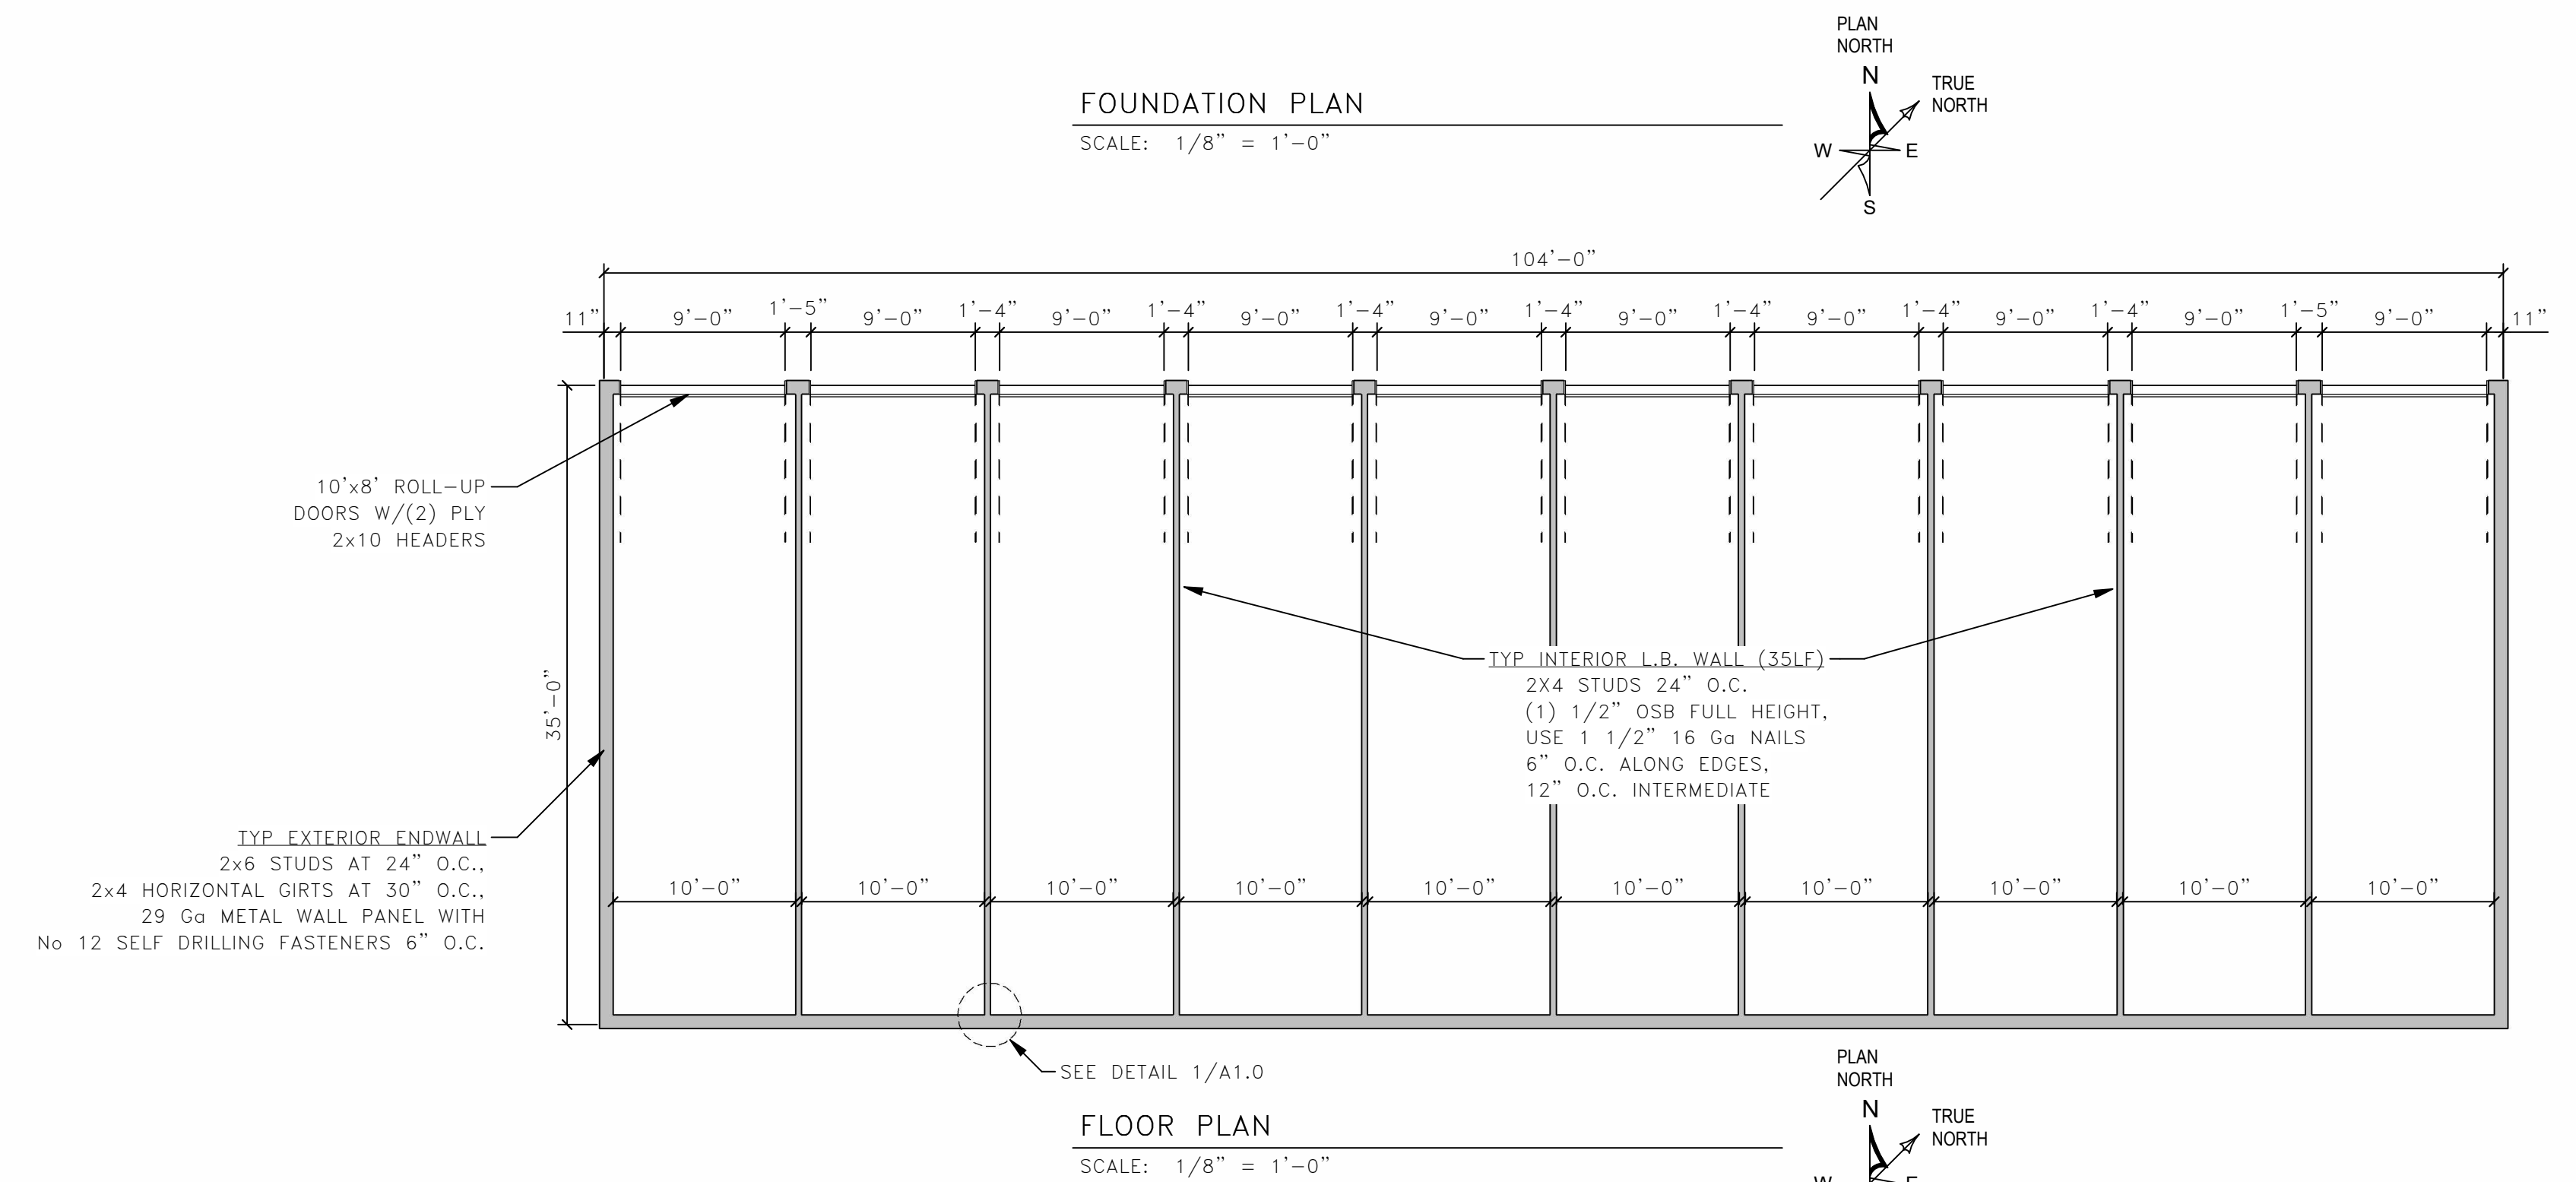 PLAN
NORTH
N
TRUE
NORTH
W
E
S
FOUNDATION PLAN
SCALE: 1/8” = 1’-0”
104’-0”
11” 9’-0” 1’-5” 9’-0” 1’-4” 9’-0” 1’-4” 9’-0” 1’-4” 9’-0” 1’-4” 9’-0” 1’-4” 9’-0” 1’-4” 9’-0” 1’-4” 9’-0” 1’-5” 9’-0” 11”
10’x8’ ROLL-UP
DOORS W/(2) PLY
2x10 HEADERS
35’-0”
TYP INTERIOR L.B. WALL (35LF)
2X4 STUDS 24” O.C.
(1) 1/2” OSB FULL HEIGHT,
USE 1 1/2” 16 Ga NAILS
6” O.C. ALONG EDGES,
12” O.C. INTERMEDIATE
TYP EXTERIOR ENDWALL
2x6 STUDS AT 24” O.C.,
2x4 HORIZONTAL GIRTS AT 30” O.C.,
29 Ga METAL WALL PANEL WITH
No 12 SELF DRILLING FASTENERS 6” O.C.
10’-0” 10’-0” 10’-0” 10’-0” 10’-0” 10’-0” 10’-0” 10’-0” 10’-0” 10’-0”
SEE DETAIL 1/A1.0
PLAN
NORTH
N
TRUE
NORTH
FLOOR PLAN
SCALE: 1/8” = 1’-0”